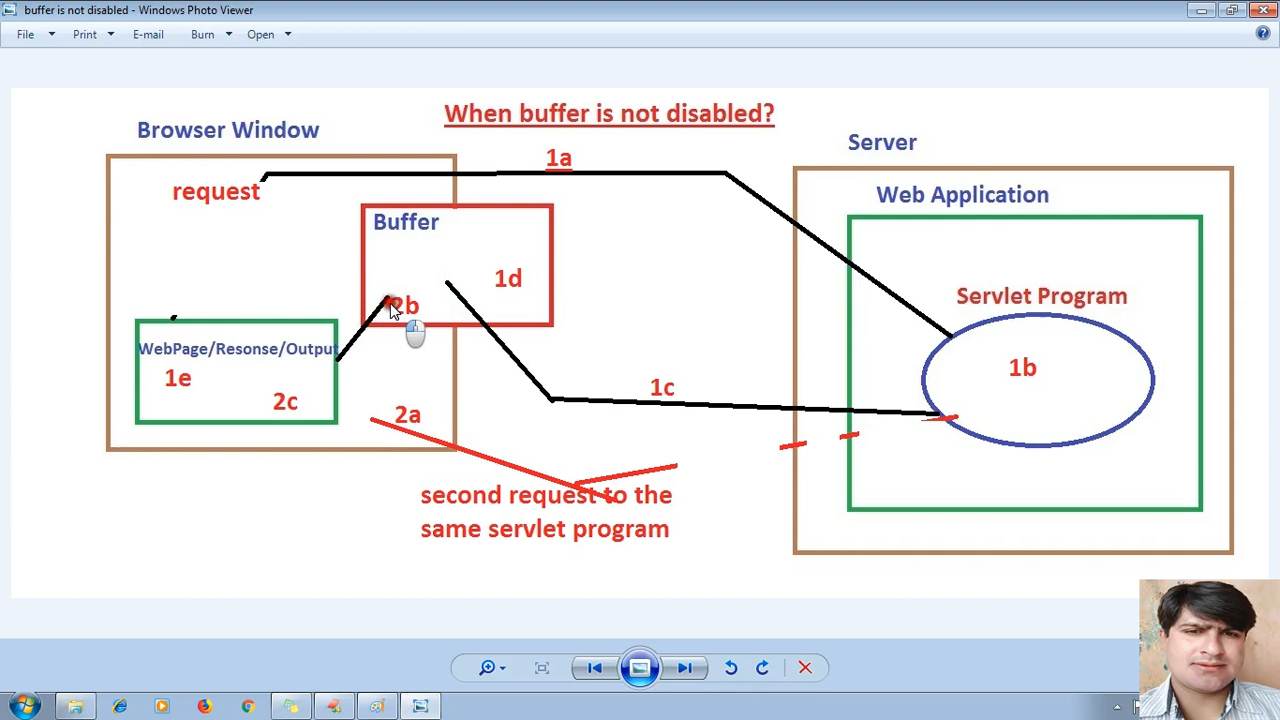 buffer is not disabled - Windows Photo Viewer
File Print E-mail Burn Open
When buffer is not disabled?
Browser Window
Server
1a
request
Web Application
Buffer
1d
Servlet Program
2b
WebPage/Resonse/Output
1b
1e
1c
2c
2a
second request to the
same servlet program